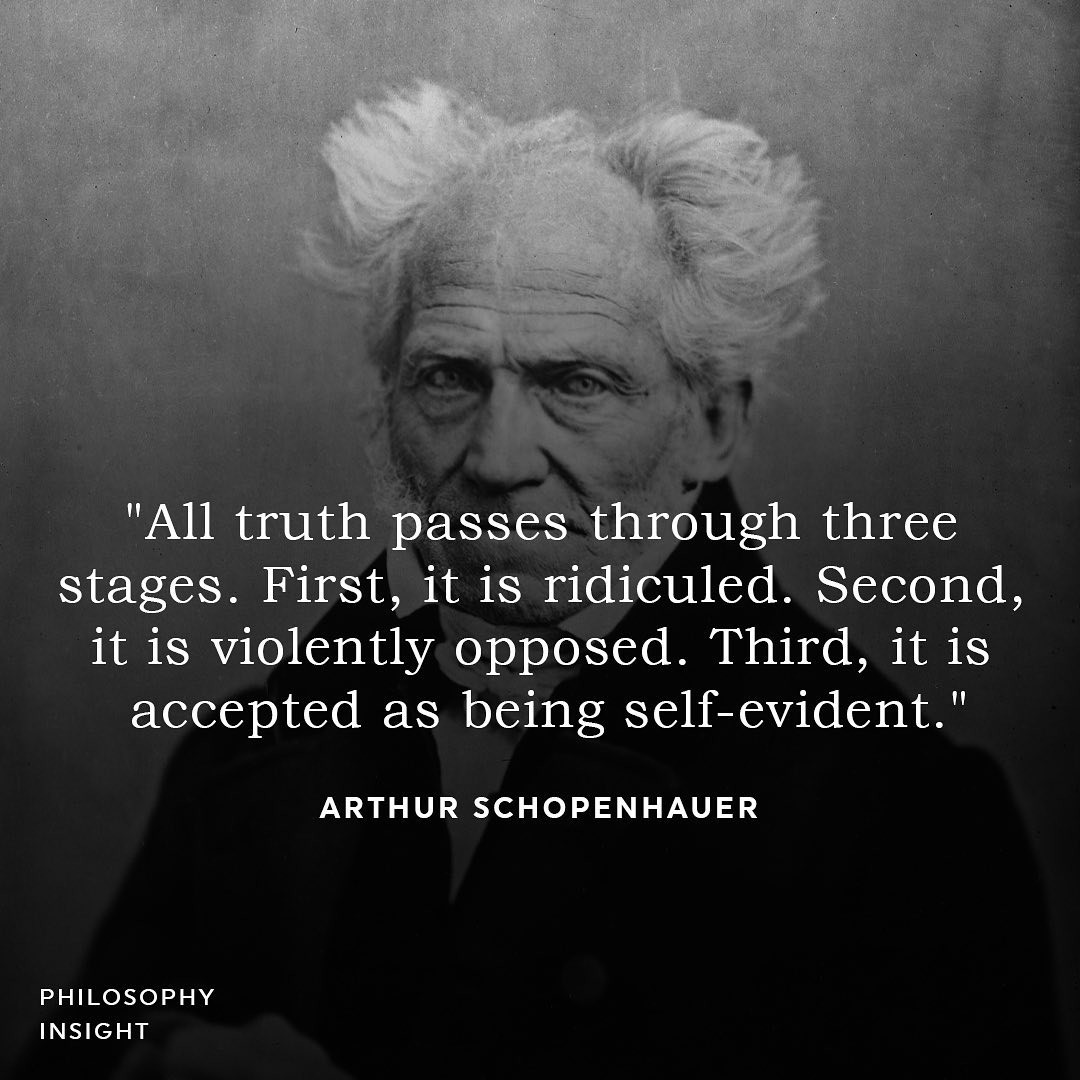 "All truth passes through three
stages. First, it is ridiculed. Second,
it is violently opposed. Third, it is
accepted as being self-evident."
ARTHUR SCHOPENHAUER
PHILOSOPHY
INSIGHT